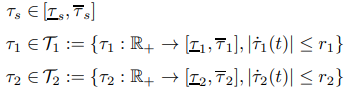 τ_s ∈ [τ̲_s, τ̄_s]
τ_1 ∈ 𝒯_1 := {τ_1 : ℝ_+ → [τ̲_1, τ̄_1], |τ̇_1(t)| ≤ r_1}
τ_2 ∈ 𝒯_2 := {τ_2 : ℝ_+ → [τ̲_2, τ̄_2], |τ̇_2(t)| ≤ r_2}